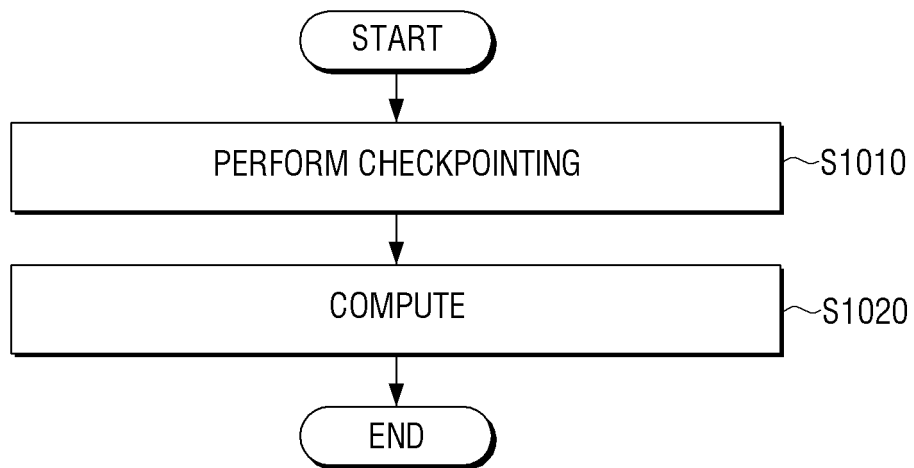 START
PERFORM CHECKPOINTING
S1010
COMPUTE
S1020
END